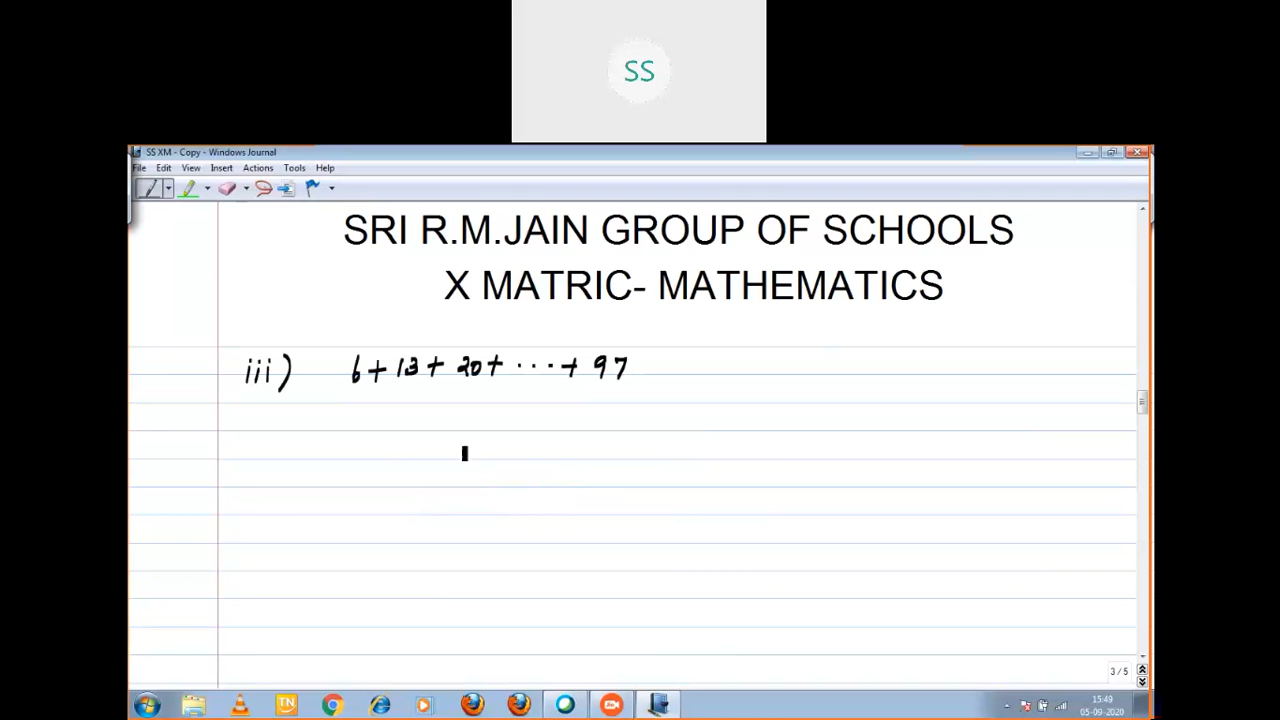 SS
SS XM - Copy - Windows Journal
File Edit View Insert Actions Tools Help
SRI R.M.JAIN GROUP OF SCHOOLS
X MATRIC- MATHEMATICS
iii) 6+13+20+ ...+ 97
3/5
TN
15:49
05-09-2020